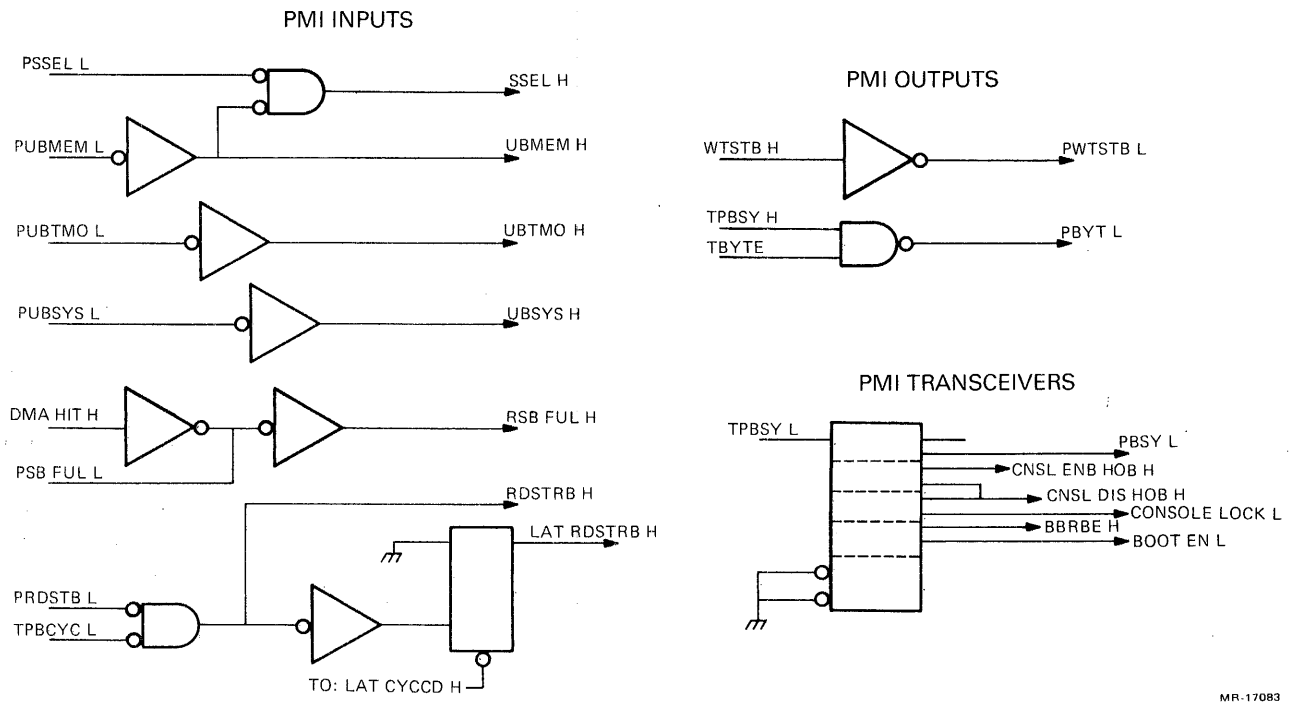 PMI INPUTS
PSSEL L
SSEL H
PUBMEM L
UBMEM H
PUBTMO L
UBTMO H
PUBSYS L
UBSYS H
DMA HIT H
RSB FUL H
PSB FUL L
RDSTRB H
LAT RDSTRB H
PRDSTB L
TPBCYC L
TO: LAT CYCCD H
PMI OUTPUTS
WTSTB H
PWTSTB L
TPBSY H
TBYTE
PBYT L
PMI TRANSCEIVERS
TPBSY L
PBSY L
CNSL ENB HOB H
CNSL DIS HOB H
CONSOLE LOCK L
BBRBE H
BOOT EN L
MR-17083